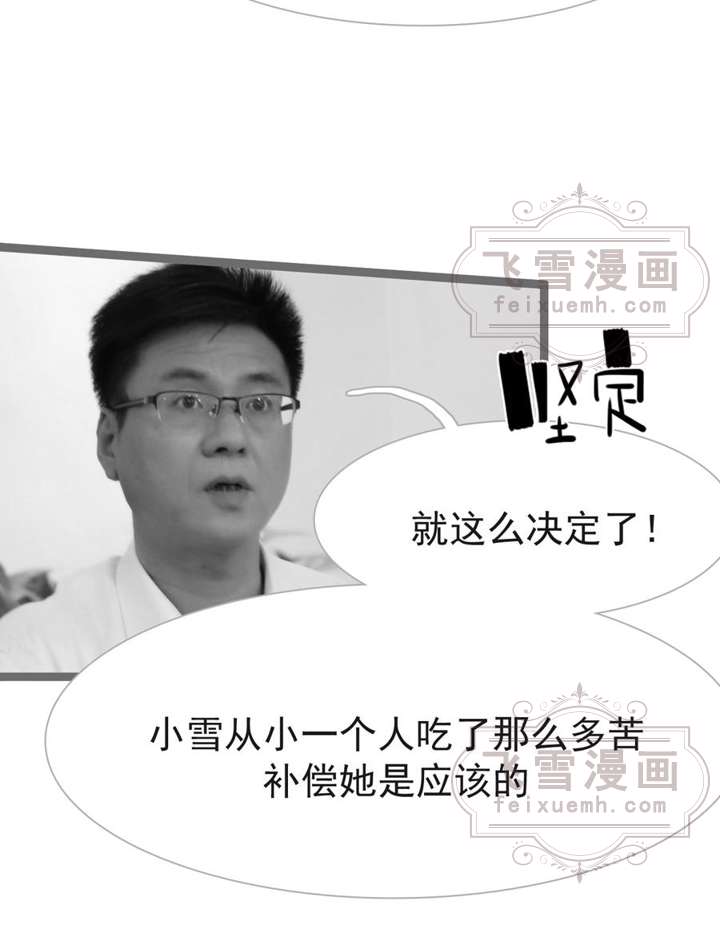 飞雪漫画
feixuemh.com
坚定
就这么决定了!
小雪从小一个人吃了那么多苦
补偿她是应该的
飞雪漫画
feixuemh.com